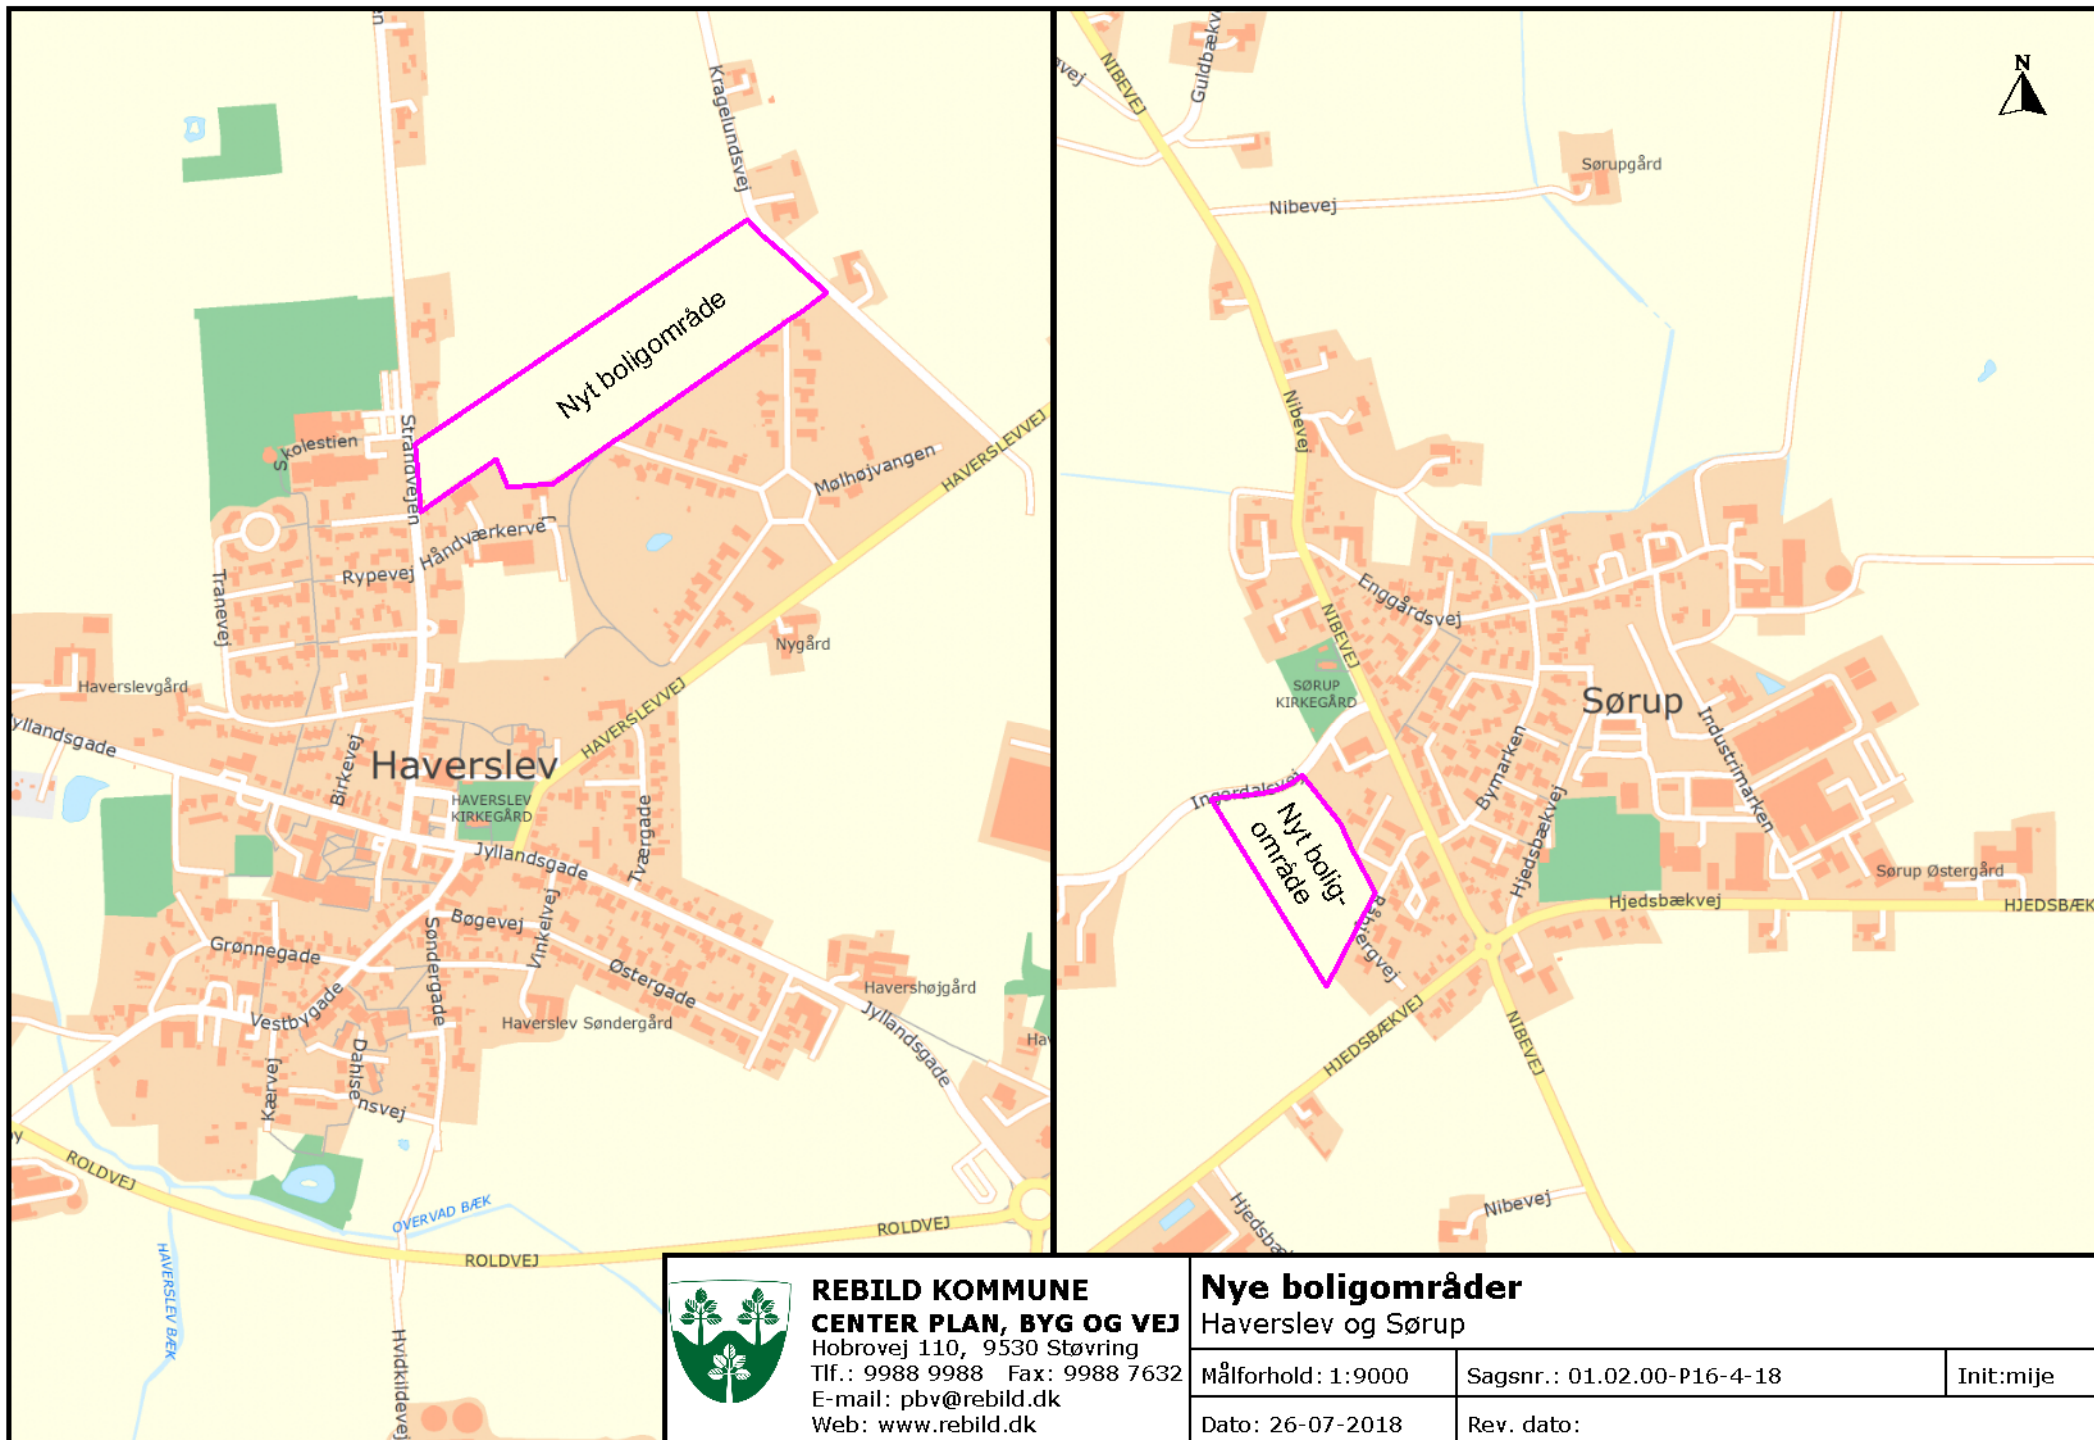 Kragelundsvej
Nyt boligområde
Skolestien
Strandvejen
Mølhøjvangen
HAVERSLEVVEJ
Håndværkervej
Rypevej
Tranevej
Nygård
Haverslevgård
HAVERSLEVVEJ
Birkevej
Haverslev
HAVERSLEV
KIRKEGÅRD
Jyllandsgade
Tværgade
Bøgevej
Vinkelvej
Grønnegade
Søndergade
Østergade
Havershøjgård
Vestbygade
Haverslev Søndergård
Jyllandsgade
Kærvej
Dahlsensvej
ROLDVEJ
OVERVAD BÆK
ROLDVEJ
ROLDVEJ
HAVERSLEV BÆK
Hvidkildevej
N
NIBEVEJ
Sørupgård
Nibevej
Nibevej
Enggårdsvej
NIBEVEJ
SØRUP
KIRKEGÅRD
Sørup
Industrimarken
Bymarken
Hjedsbækvej
Nyt bolig-
område
Sørup Østergård
Hjedsbækvej
HJEDSBÆK
HJEDSBÆKVEJ
NIBEVEJ
Nibevej
REBILD KOMMUNE
CENTER PLAN, BYG OG VEJ
Hobrovej 110, 9530 Støvring
Tlf.: 9988 9988 Fax: 9988 7632
E-mail: pbv@rebild.dk
Web: www.rebild.dk
Nye boligområder
Haverslev og Sørup
Målforhold: 1:9000
Sagsnr.: 01.02.00-P16-4-18
Init:mije
Dato: 26-07-2018
Rev. dato: